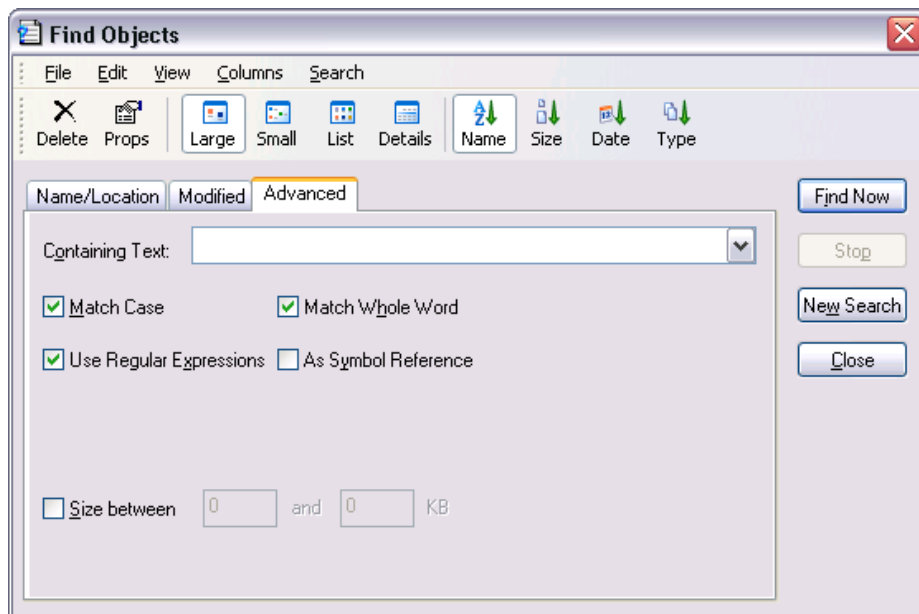 Find Objects
File Edit View Columns Search
Delete Props Large Small List Details Name Size Date Type
Name/Location Modified Advanced
Find Now
Containing Text:
Stop
Match Case Match Whole Word
New Search
Use Regular Expressions As Symbol Reference
Close
Size between 0 and 0 KB